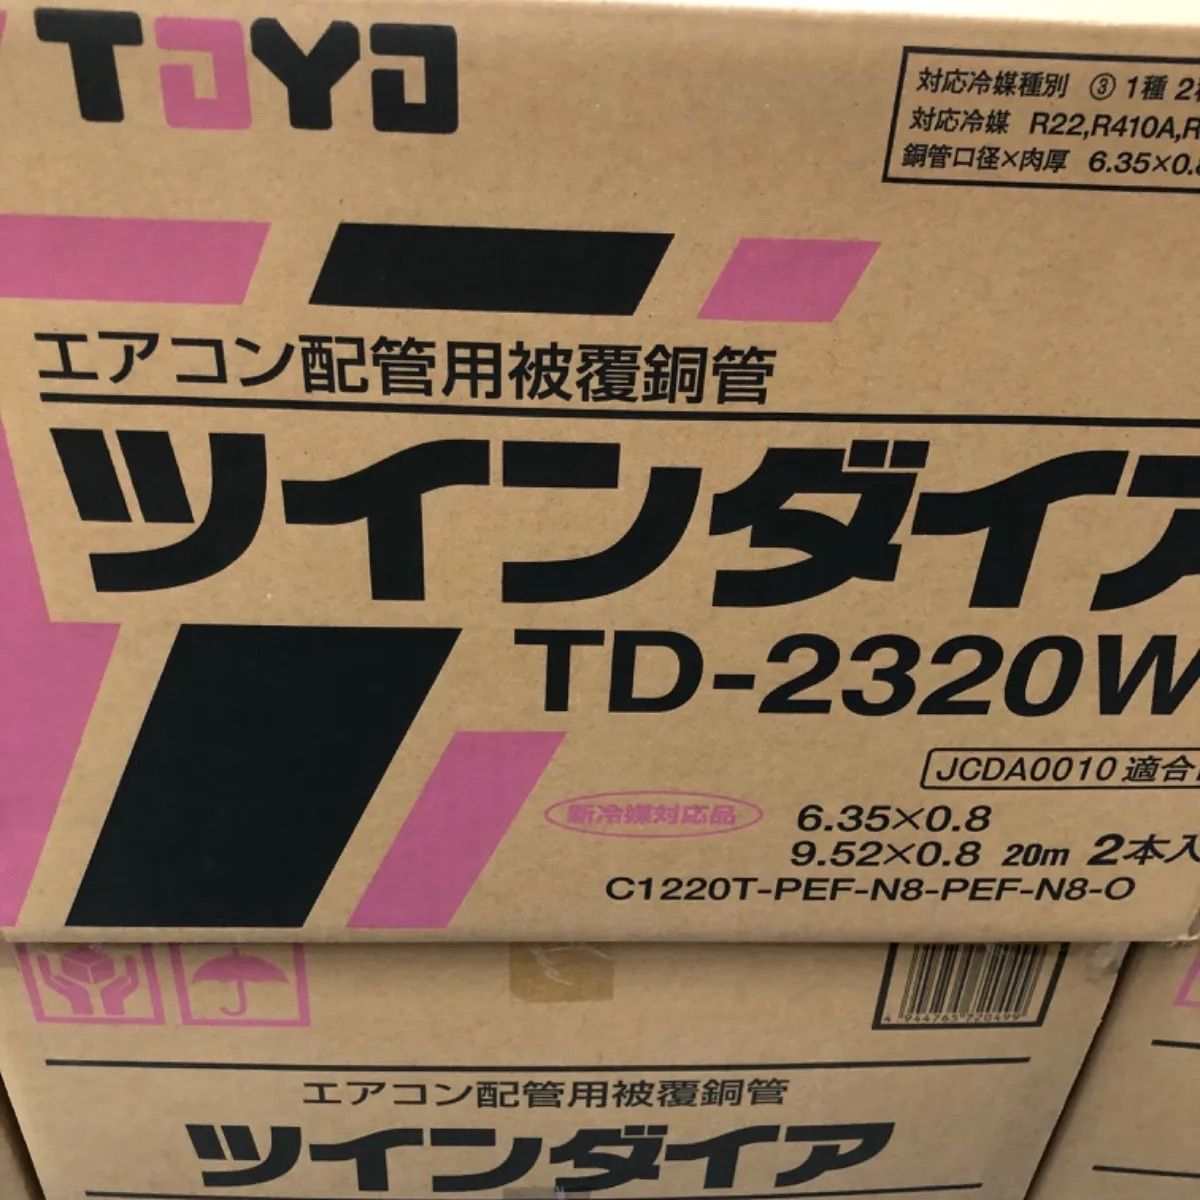 TOYO
対応冷媒種別 ③ 1種 2
対応冷媒 R22,R410A,R
銅管口径×肉厚 6.35×0.8
エアコン配管用被覆銅管
ツインダイア
TD-2320W
JCDA0010 適合
新冷媒対応品
6.35×0.8
9.52×0.8 20m 2本入
C1220T-PEF-N8-PEF-N8-O
4 944763 720499
エアコン配管用被覆銅管
ツインダイア